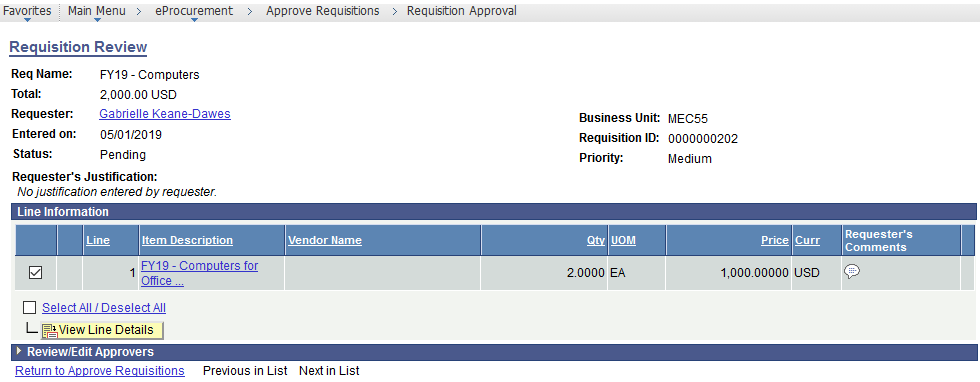 Favorites Main Menu > eProcurement > Approve Requisitions > Requisition Approval
Requisition Review
Req Name: FY19 - Computers
Total: 2,000.00 USD
Requester: Gabrielle Keane-Dawes
Business Unit: MEC55
Entered on: 05/01/2019
Requisition ID: 0000000202
Status: Pending
Priority: Medium
Requester's Justification:
No justification entered by requester.
Line Information
Line Item Description Vendor Name Qty UOM Price Curr Requester's
Comments
1 FY19 - Computers for 2.0000 EA 1,000.00000 USD
Office ...
Select All / Deselect All
View Line Details
Review/Edit Approvers
Return to Approve Requisitions Previous in List Next in List